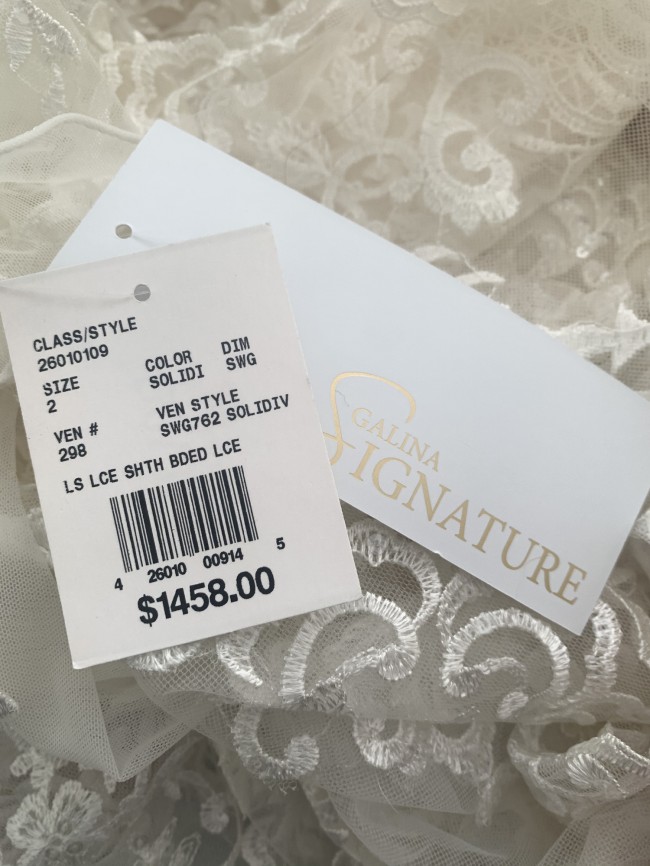 CLASS/STYLE
26010109
COLOR DIM
SOLIDI SWG
SIZE
2
VEN STYLE
SWG762 SOLIDIV
VEN #
298
LS LCE SHTH BDED LCE
4 26010 00914 5
$1458.00
GALINA
SIGNATURE